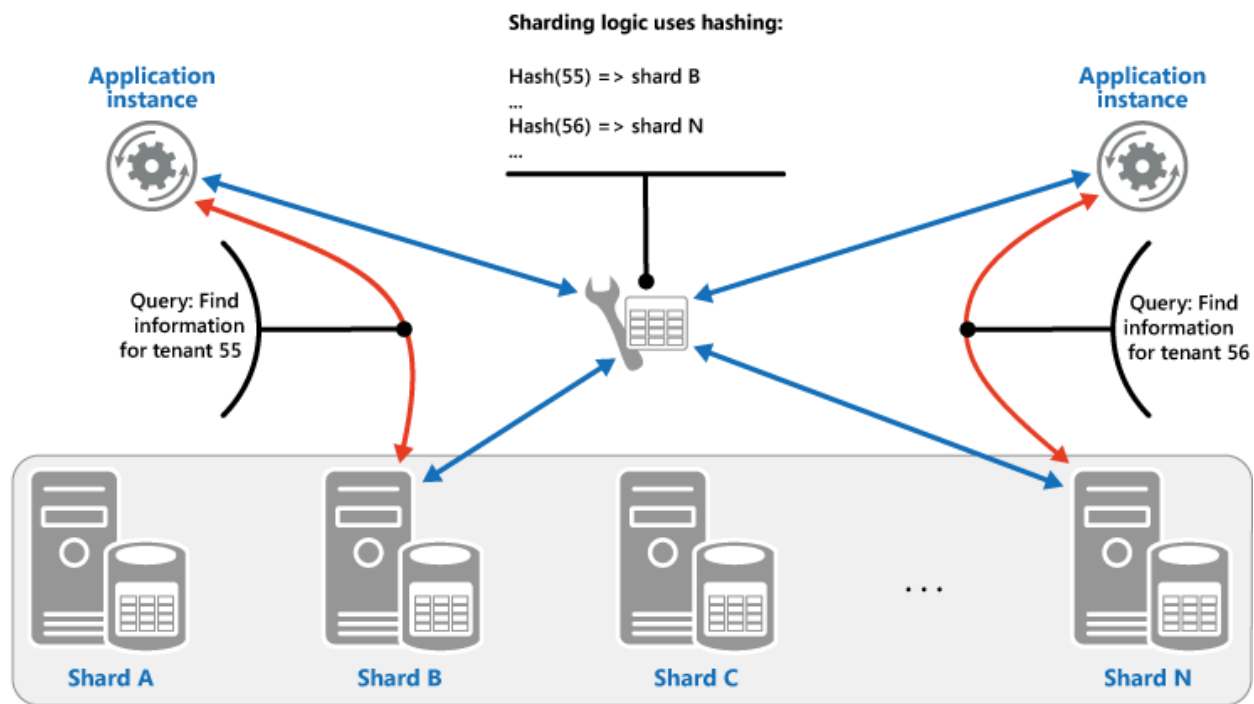 Sharding logic uses hashing:
Hash(55) => shard B
...
Hash(56) => shard N
...
Application
instance
Application
instance
Query: Find
information
for tenant 55
Query: Find
information
for tenant 56
...
Shard A
Shard B
Shard C
Shard N